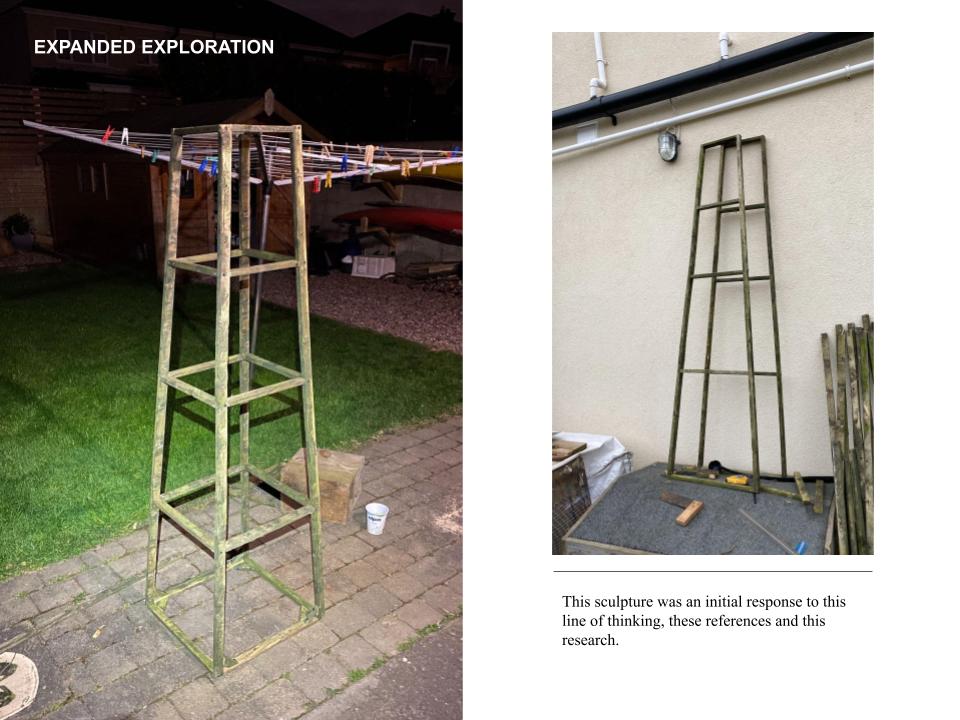 EXPANDED EXPLORATION
This sculpture was an initial response to this
line of thinking, these references and this
research.